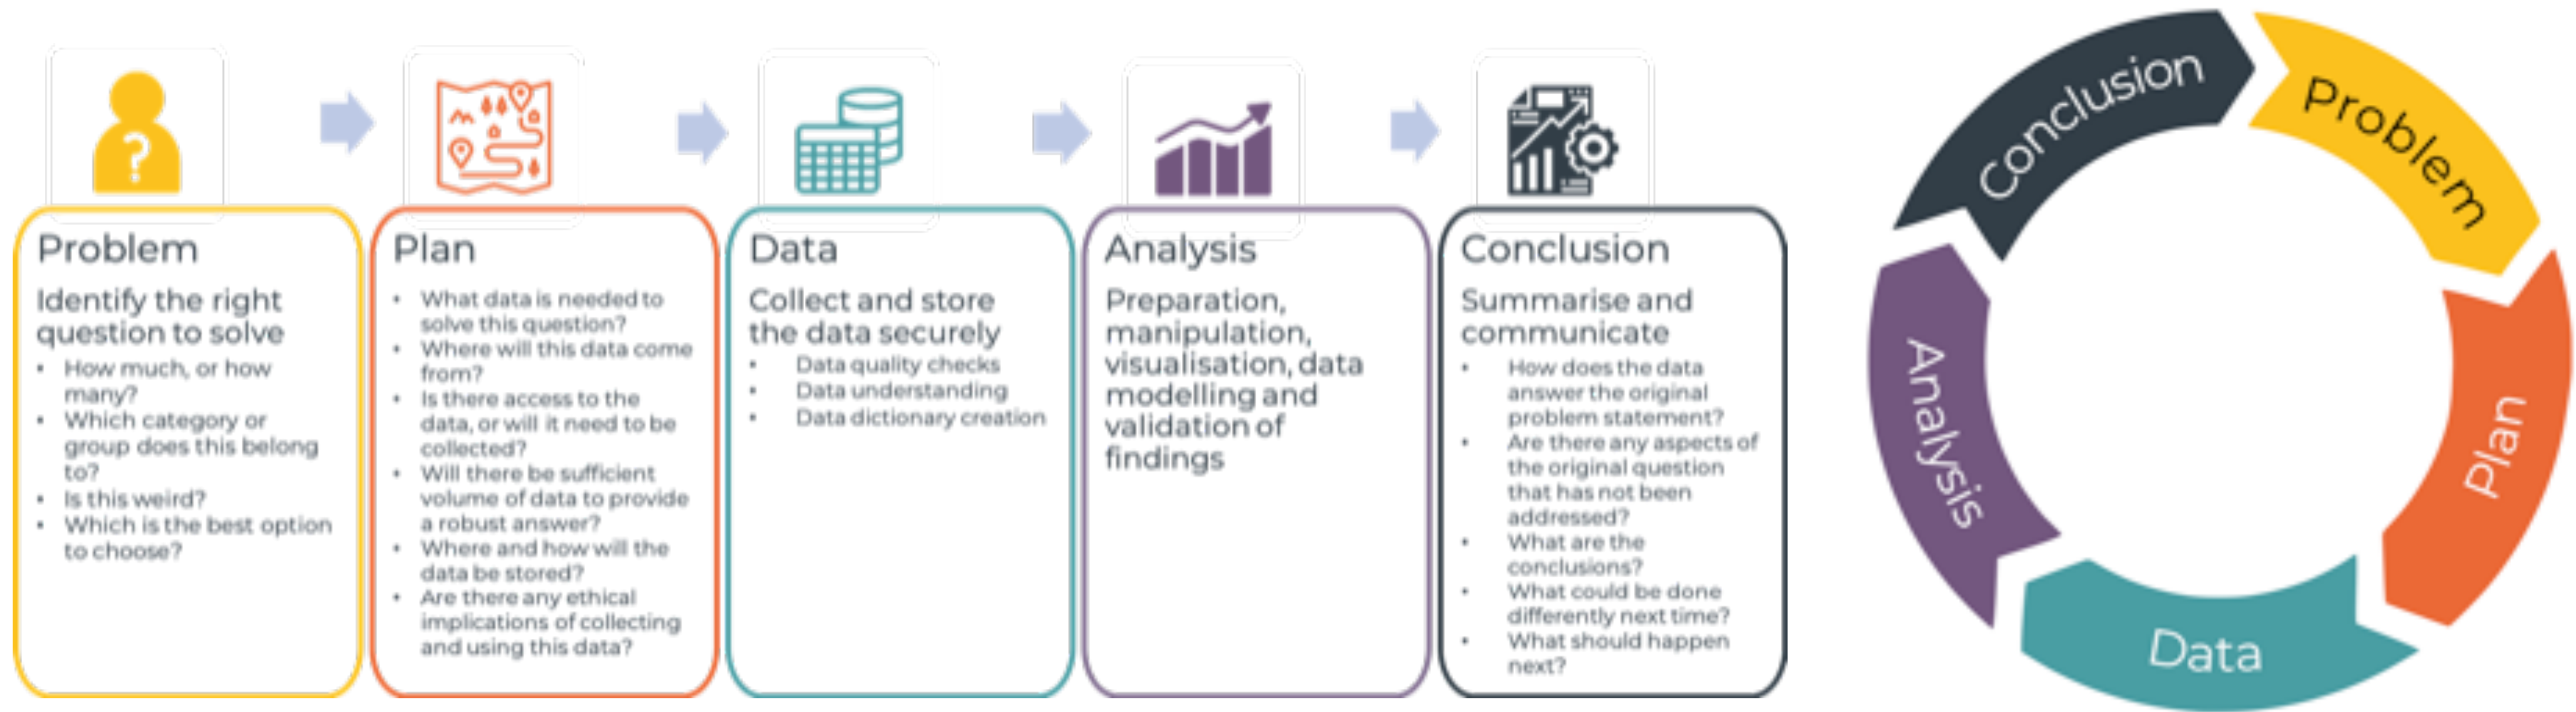 ?
Problem
Identify the right
question to solve
• How much, or how
many?
• Which category or
group does this belong
to?
• Is this weird?
• Which is the best option
to choose?
Plan
• What data is needed to
solve this question?
• Where will this data come
from?
• Is there access to the
data, or will it need to be
collected?
• Will there be sufficient
volume of data to provide
a robust answer?
• Where and how will the
data be stored?
• Are there any ethical
implications of collecting
and using this data?
Data
Collect and store
the data securely
• Data quality checks
• Data understanding
• Data dictionary creation
Analysis
Preparation,
manipulation,
visualisation, data
modelling and
validation of
findings
Conclusion
Summarise and
communicate
• How does the data
answer the original
problem statement?
• Are there any aspects of
the original question
that has not been
addressed?
• What are the
conclusions?
• What could be done
differently next time?
• What should happen
next?
Problem
Plan
Data
Analysis
Conclusion